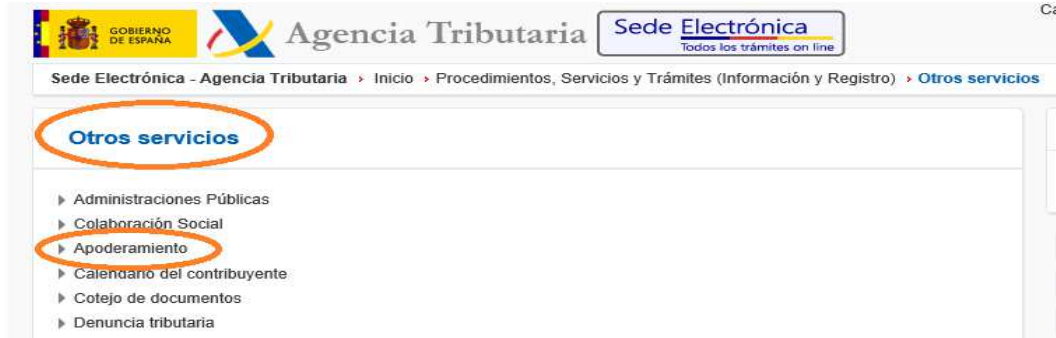 Ca
GOBIERNO
DE ESPAÑA
Agencia Tributaria
Sede Electrónica
Todos los trámites on line
Sede Electrónica - Agencia Tributaria › Inicio › Procedimientos, Servicios y Trámites (Información y Registro) › Otros servicios
Otros servicios
Administraciones Públicas
Colaboración Social
Apoderamiento
Calendario del contribuyente
Cotejo de documentos
Denuncia tributaria